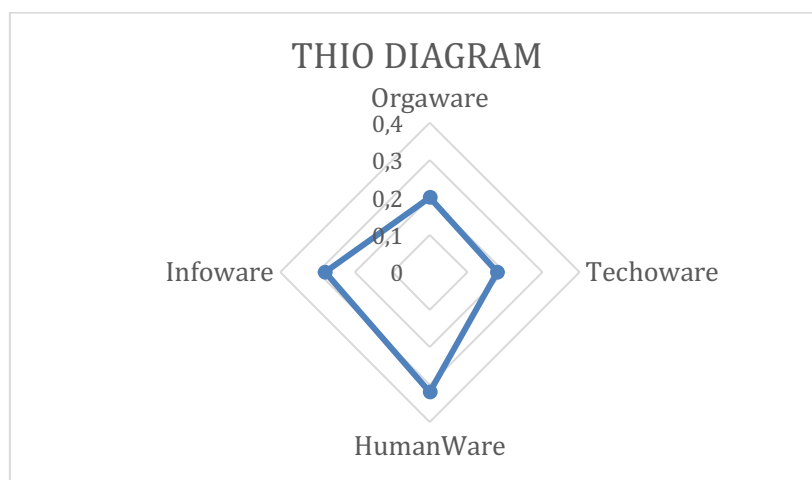 THIO DIAGRAM
Orgaware
0,4
0,3
0,2
0,1
0
Infoware
Techoware
HumanWare